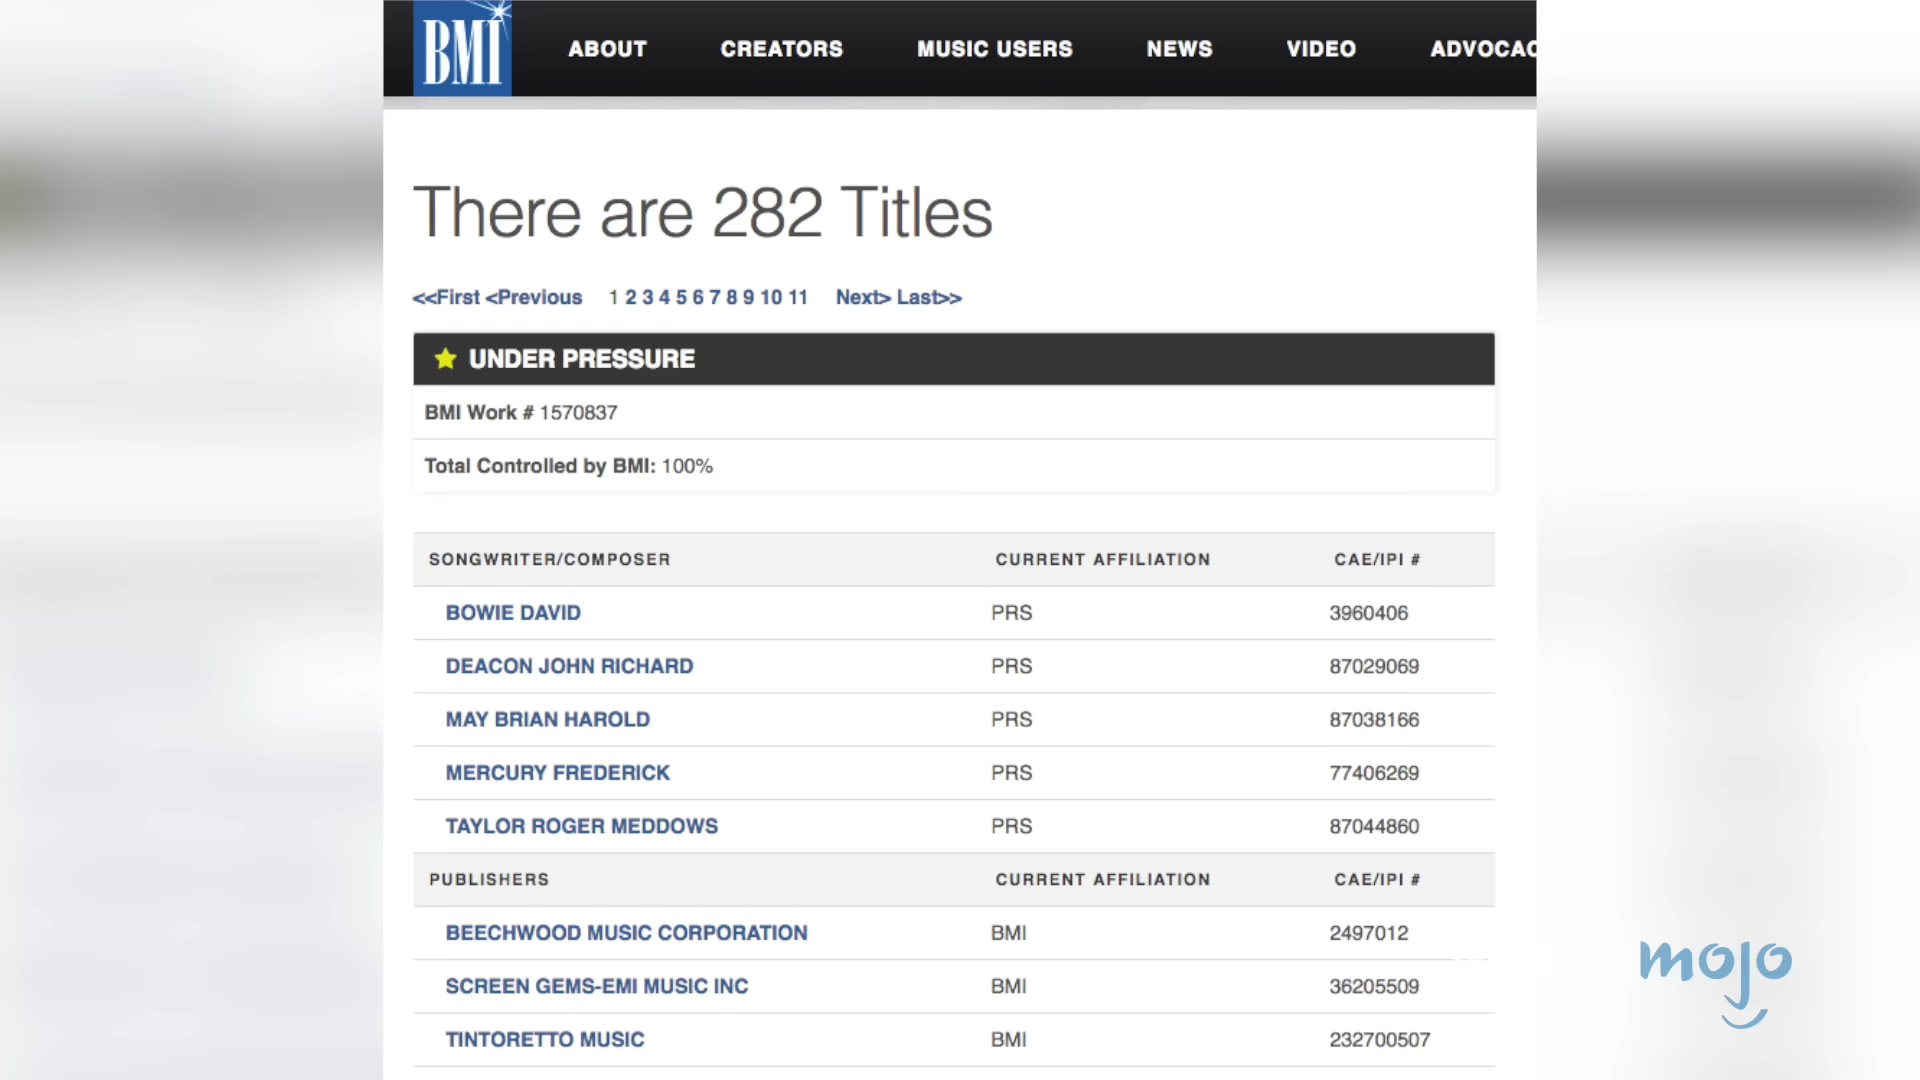 BMI ABOUT CREATORS MUSIC USERS NEWS VIDEO ADVOCAC
There are 282 Titles
<<First <Previous 1 2 3 4 5 6 7 8 9 10 11 Next> Last>>
UNDER PRESSURE
BMI Work # 1570837
Total Controlled by BMI: 100%
SONGWRITER/COMPOSER CURRENT AFFILIATION CAE/IPI #
BOWIE DAVID PRS 3960406
DEACON JOHN RICHARD PRS 87029069
MAY BRIAN HAROLD PRS 87038166
MERCURY FREDERICK PRS 77406269
TAYLOR ROGER MEDDOWS PRS 87044860
PUBLISHERS CURRENT AFFILIATION CAE/IPI #
BEECHWOOD MUSIC CORPORATION BMI 2497012
SCREEN GEMS-EMI MUSIC INC BMI 36205509
TINTORETTO MUSIC BMI 232700507
mojo